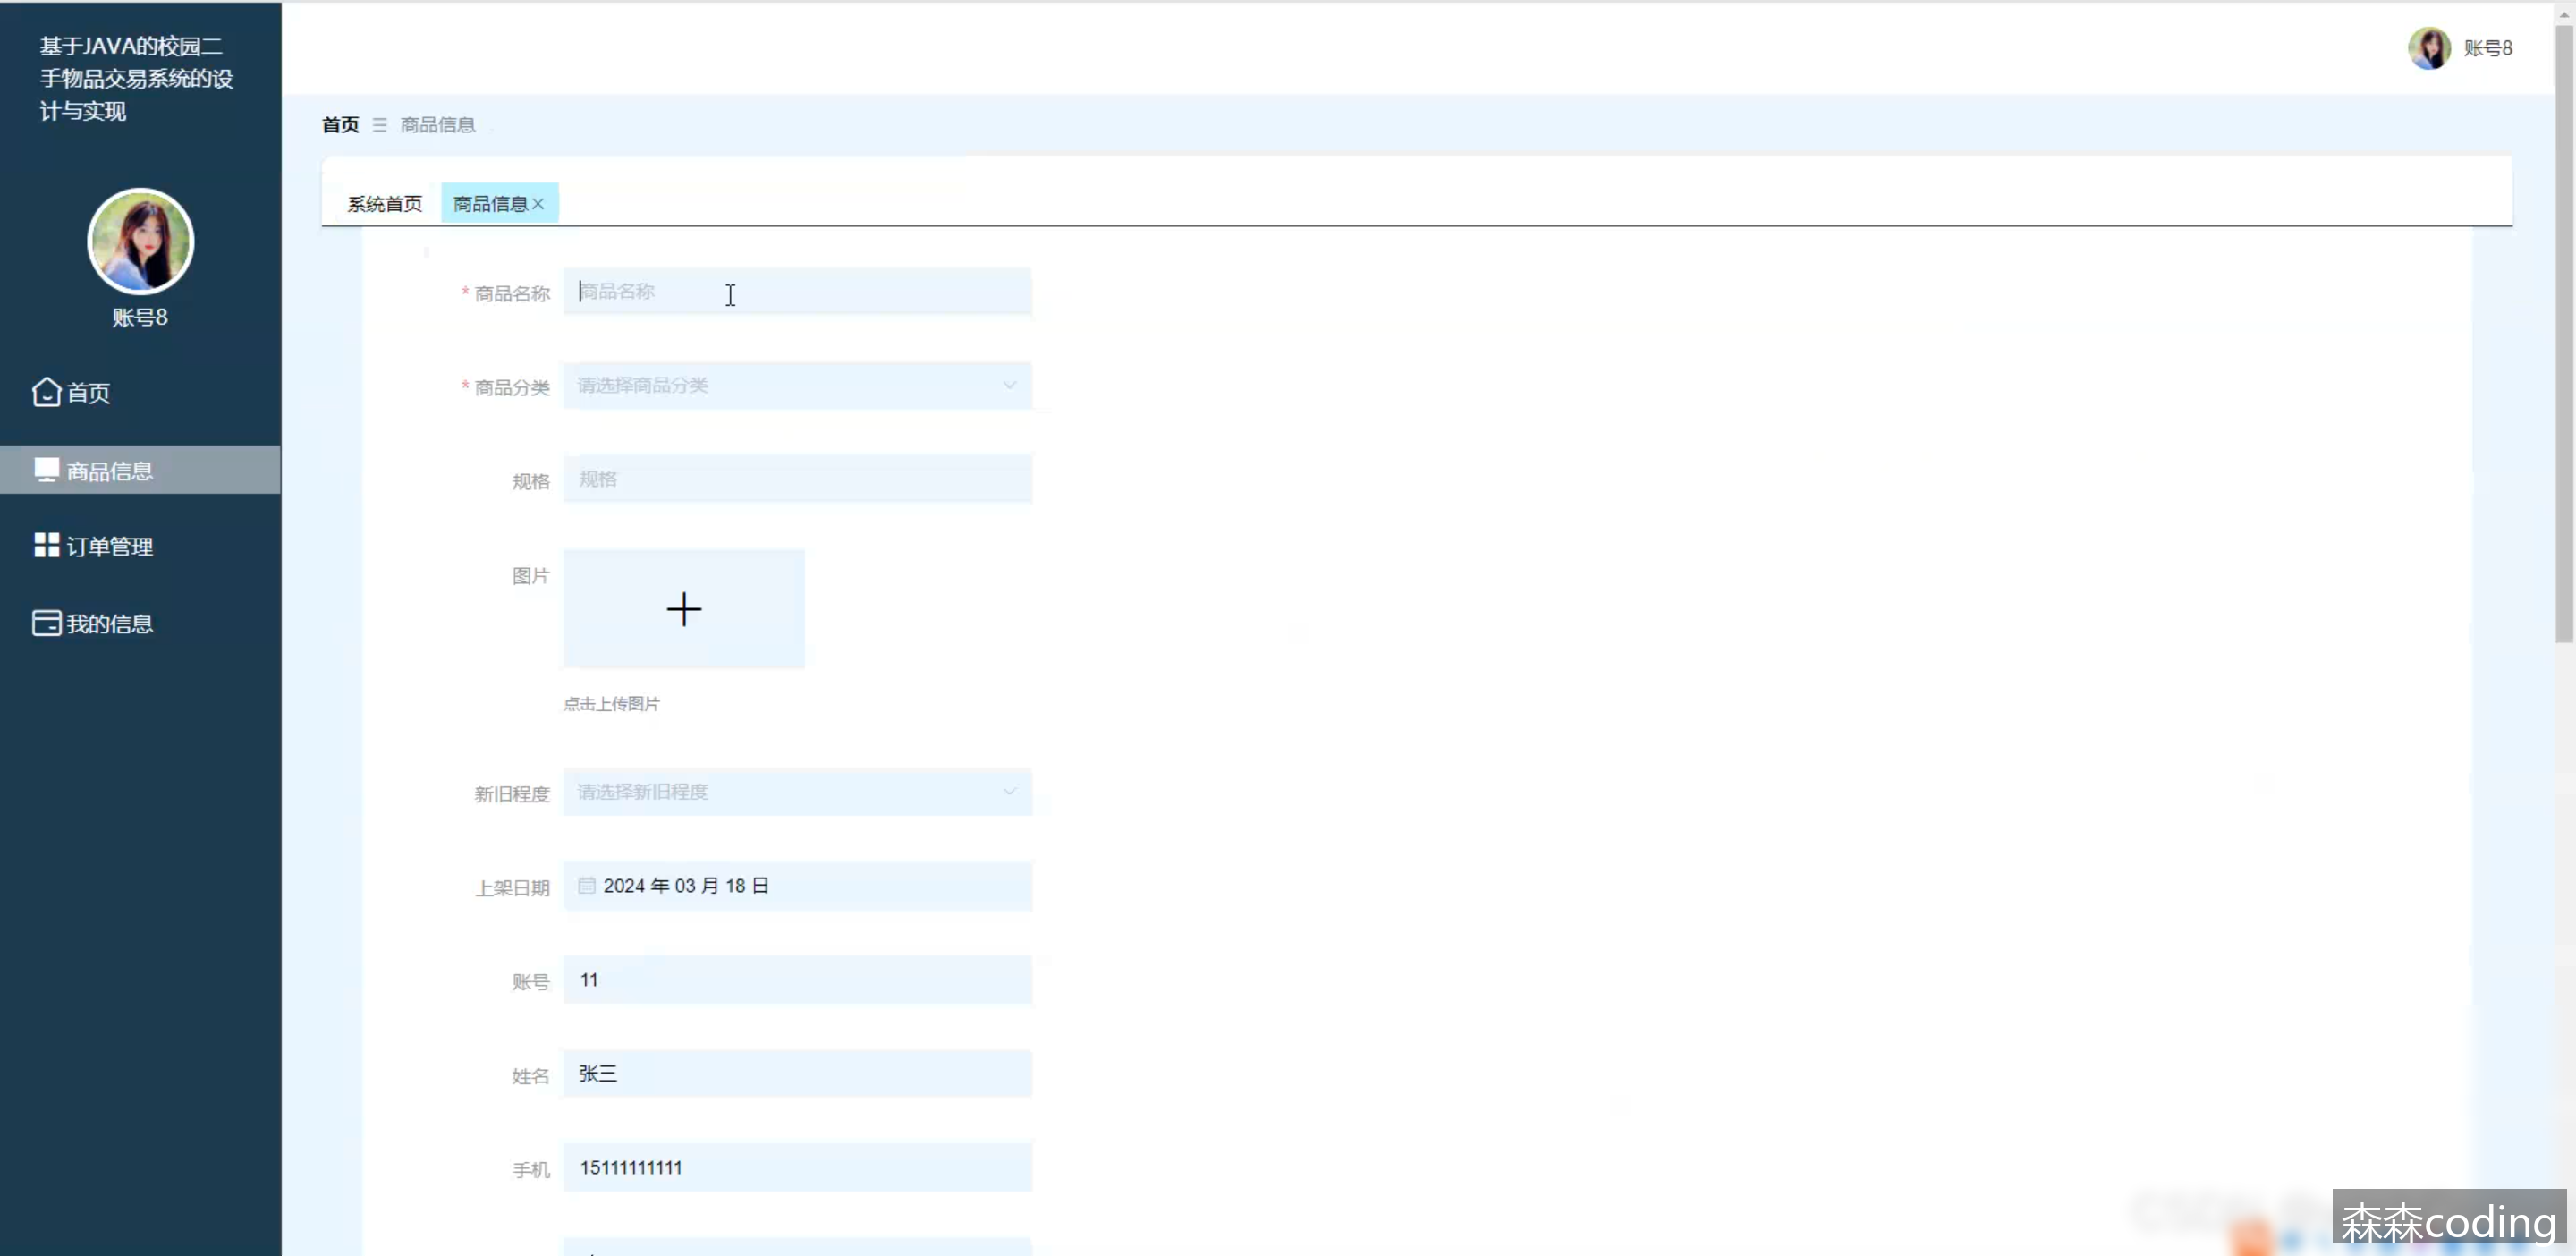 基于JAVA的校园二
手物品交易系统的设
计与实现
账号8
首页
商品信息
订单管理
我的信息
账号8
首页 商品信息
系统首页 商品信息
* 商品名称 商品名称
* 商品分类 请选择商品分类
规格 规格
图片
点击上传图片
新旧程度 请选择新旧程度
上架日期 2024 年 03 月 18 日
账号 11
姓名 张三
手机 15111111111
森森coding